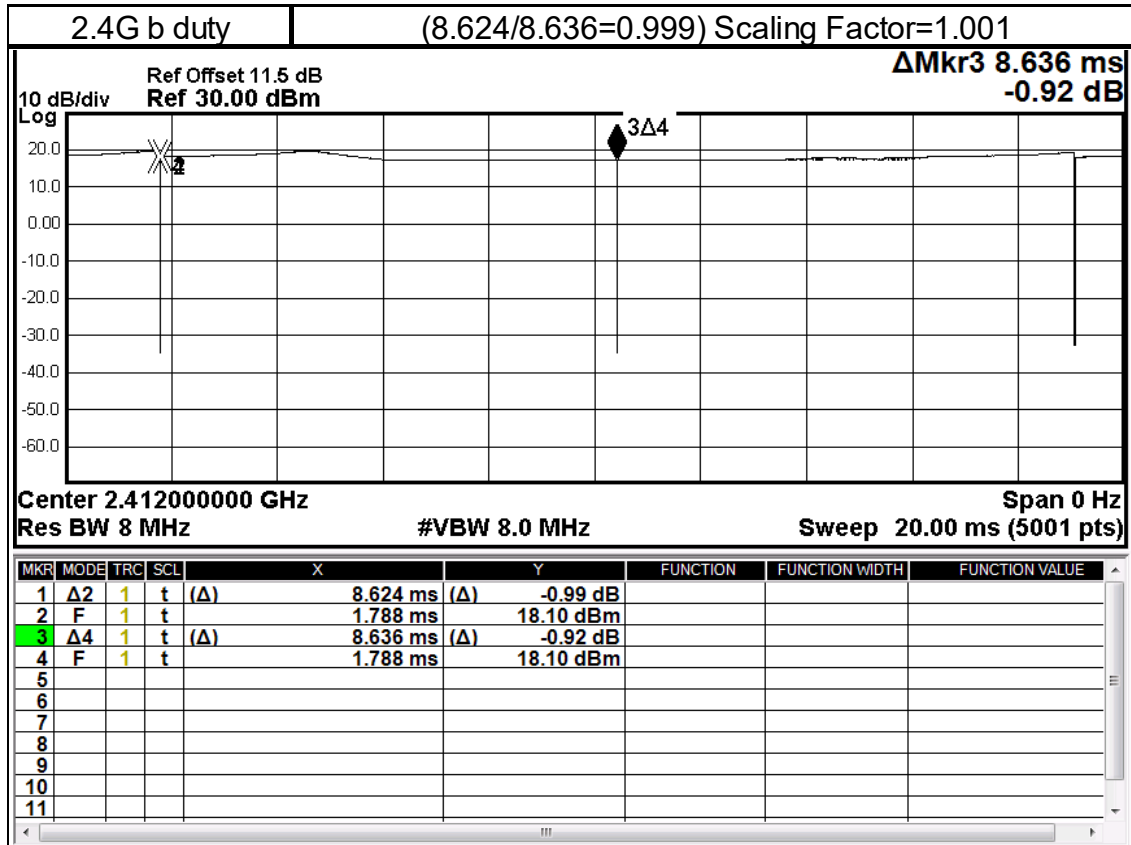 2.4G b duty (8.624/8.636=0.999) Scaling Factor=1.001
ΔMkr3 8.636 ms
-0.92 dB
Ref Offset 11.5 dB
10 dB/div Ref 30.00 dBm
Log
3Δ4
20.0
10.0
0.00
-10.0
-20.0
-30.0
-40.0
-50.0
-60.0
Center 2.412000000 GHz Span 0 Hz
Res BW 8 MHz #VBW 8.0 MHz Sweep 20.00 ms (5001 pts)
MKR MODE TRC SCL X Y FUNCTION FUNCTION WIDTH FUNCTION VALUE
1 Δ2 1 t (Δ) 8.624 ms (Δ) -0.99 dB
2 F 1 t 1.788 ms 18.10 dBm
3 Δ4 1 t (Δ) 8.636 ms (Δ) -0.92 dB
4 F 1 t 1.788 ms 18.10 dBm
5
6
7
8
9
10
11